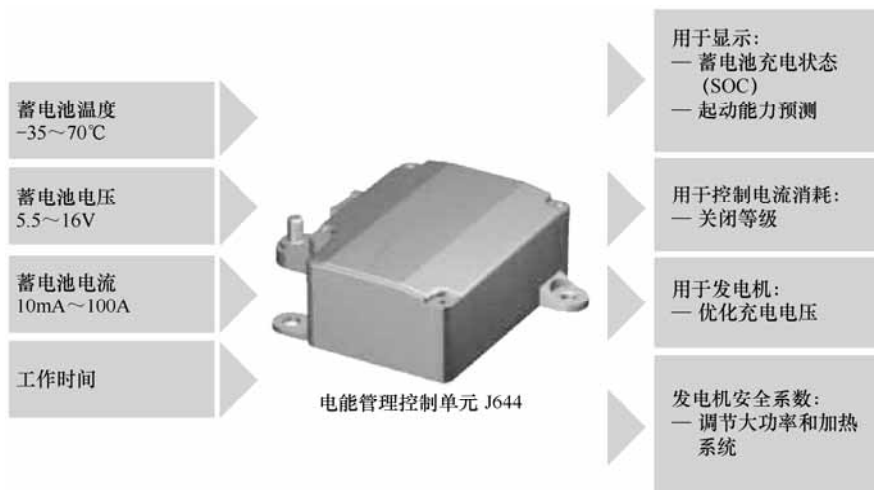 蓄电池温度
-35～70℃
蓄电池电压
5.5～16V
蓄电池电流
10mA～100A
工作时间
电能管理控制单元 J644
用于显示：
— 蓄电池充电状态
（SOC）
— 起动能力预测
用于控制电流消耗：
— 关闭等级
用于发电机：
— 优化充电电压
发电机安全系数：
— 调节大功率和加热
系统